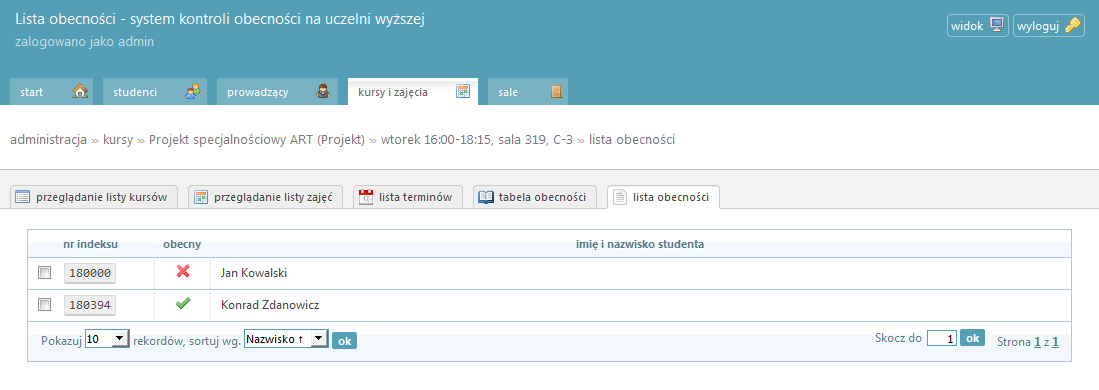 Lista obecności - system kontroli obecności na uczelni wyższej
zalogowano jako admin
widok wyloguj
start studenci prowadzący kursy i zajęcia sale
administracja » kursy » Projekt specjalnościowy ART (Projekt) » wtorek 16:00-18:15, sala 319, C-3 » lista obecności
przeglądanie listy kursów przeglądanie listy zajęć lista terminów tabela obecności lista obecności
nr indeksu obecny imię i nazwisko studenta
180000 Jan Kowalski
180394 Konrad Zdanowicz
Pokazuj 10 rekordów, sortuj wg. Nazwisko ↑ ok Skocz do 1 ok Strona 1 z 1